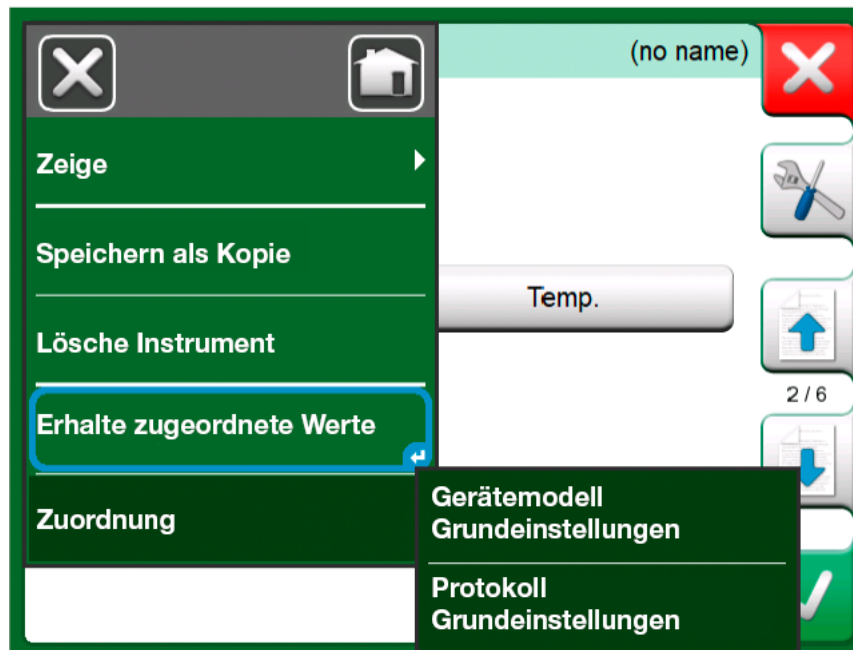 (no name)
Zeige
Speichern als Kopie
Temp.
Lösche Instrument
2 / 6
Erhalte zugeordnete Werte
Zuordnung
Gerätemodell
Grundeinstellungen
Protokoll
Grundeinstellungen